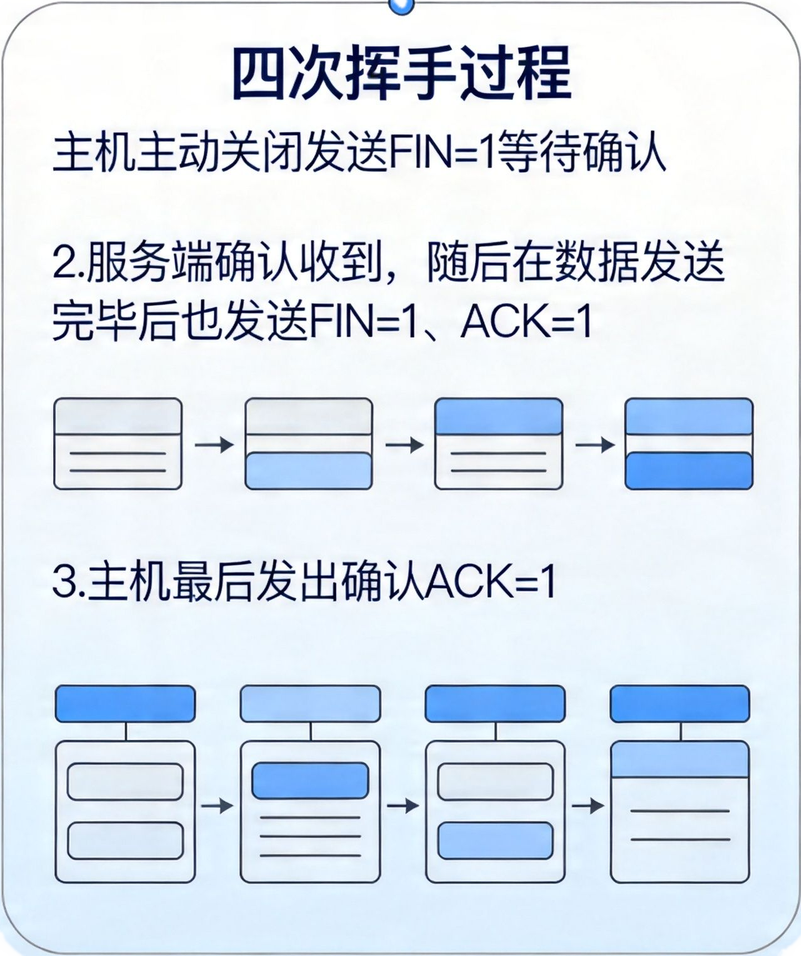 四次挥手过程
主机主动关闭发送FIN=1等待确认
2.服务端确认收到，随后在数据发送
完毕后也发送FIN=1、ACK=1
3.主机最后发出确认ACK=1